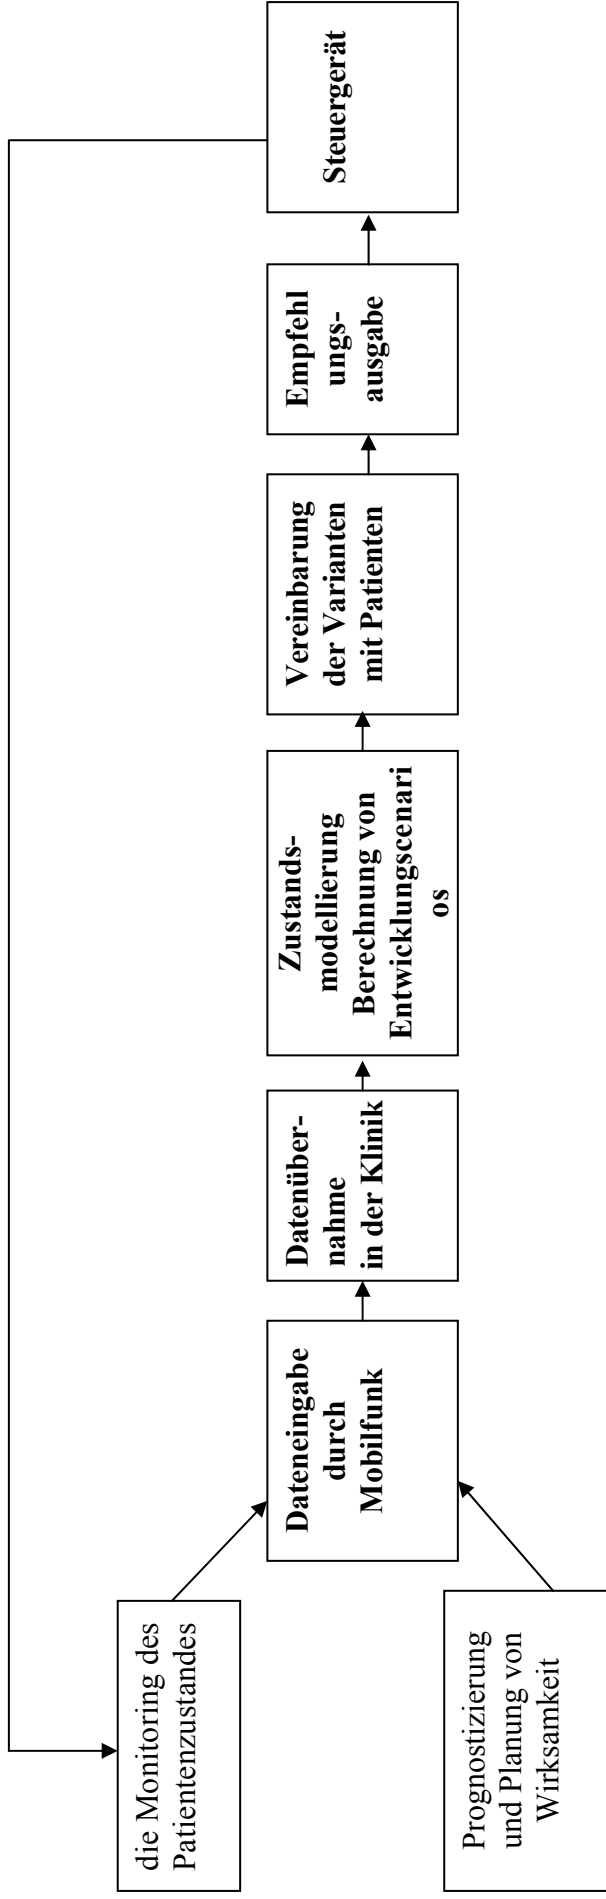 die Monitoring des
Patientenzustandes
Prognostizierung
und Planung von
Wirksamkeit
Dateneingabe
durch
Mobilfunk
Datenüber-
nahme
in der Klinik
Zustands-
modellierung
Berechnung von
Entwicklungscenari
os
Vereinbarung
der Varianten
mit Patienten
Empfehl
ungs-
ausgabe
Steuergerät